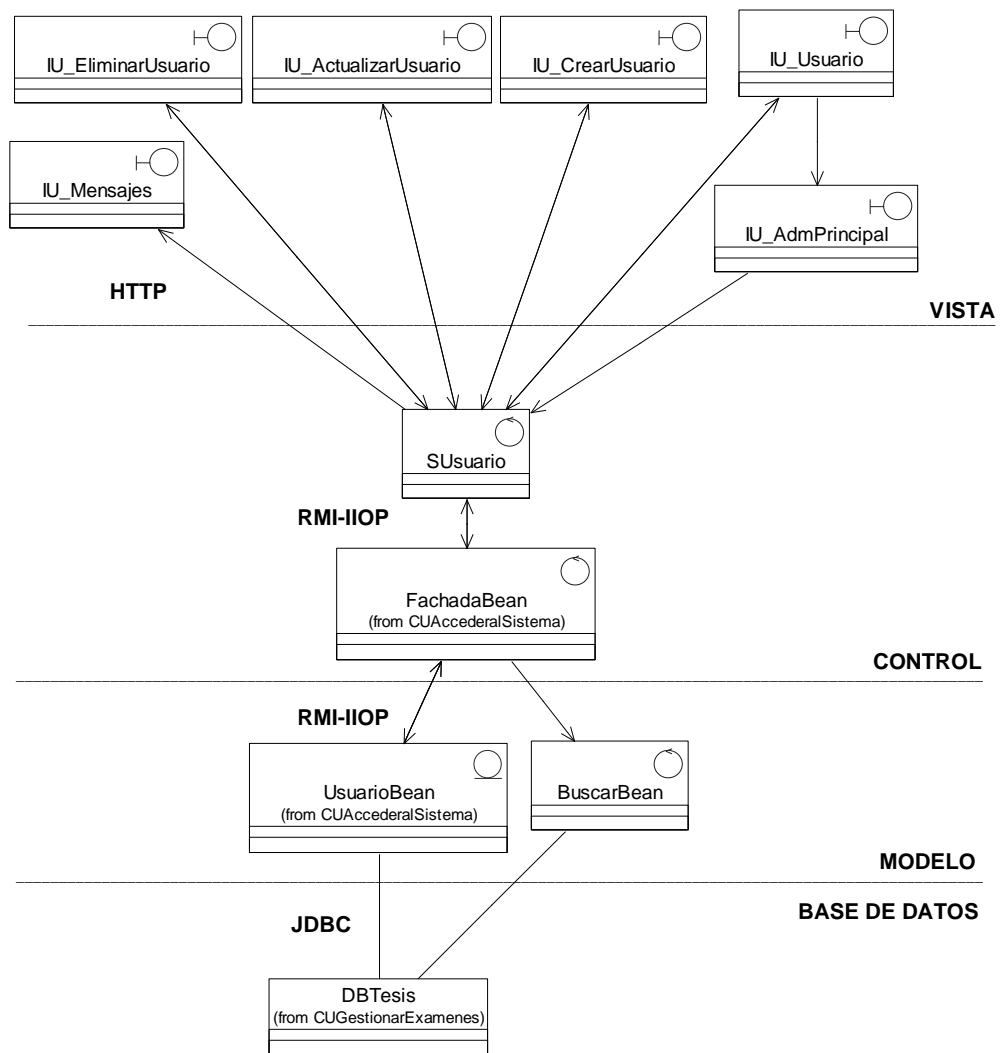 IU_EliminarUsuario
IU_ActualizarUsuario
IU_CrearUsuario
IU_Usuario
IU_Mensajes
IU_AdmPrincipal
HTTP
VISTA
SUsuario
RMI-IIOP
FachadaBean
(from CUAccederalSistema)
CONTROL
RMI-IIOP
UsuarioBean
(from CUAccederalSistema)
BuscarBean
MODELO
BASE DE DATOS
JDBC
DBTesis
(from CUGestionarExamenes)